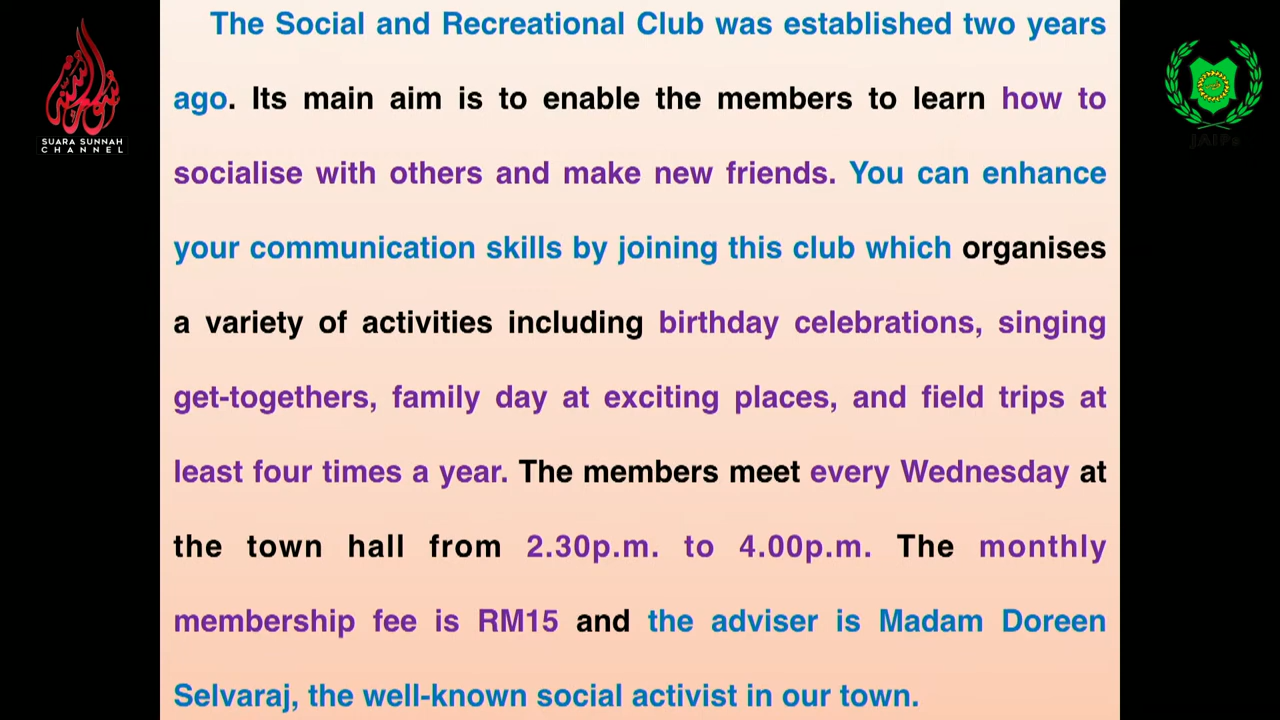 The Social and Recreational Club was established two years
ago. Its main aim is to enable the members to learn how to
socialise with others and make new friends. You can enhance
your communication skills by joining this club which organises
a variety of activities including birthday celebrations, singing
get-togethers, family day at exciting places, and field trips at
least four times a year. The members meet every Wednesday at
the town hall from 2.30p.m. to 4.00p.m. The monthly
membership fee is RM15 and the adviser is Madam Doreen
Selvaraj, the well-known social activist in our town.
SUARA SUNNAH
CHANNEL
JAIPs